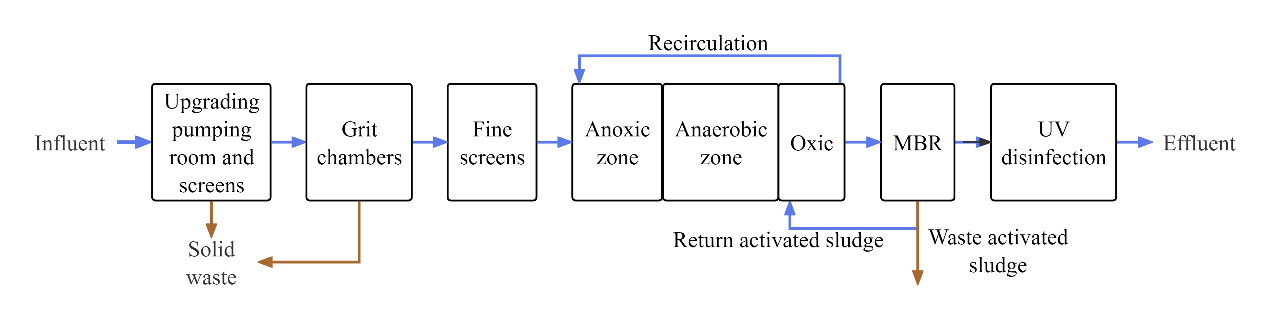 Recirculation
Influent
Upgrading
pumping
room and
screens
Grit
chambers
Fine
screens
Anoxic
zone
Anaerobic
zone
Oxic
MBR
UV
disinfection
Effluent
Solid
waste
Return activated sludge
Waste activated
sludge